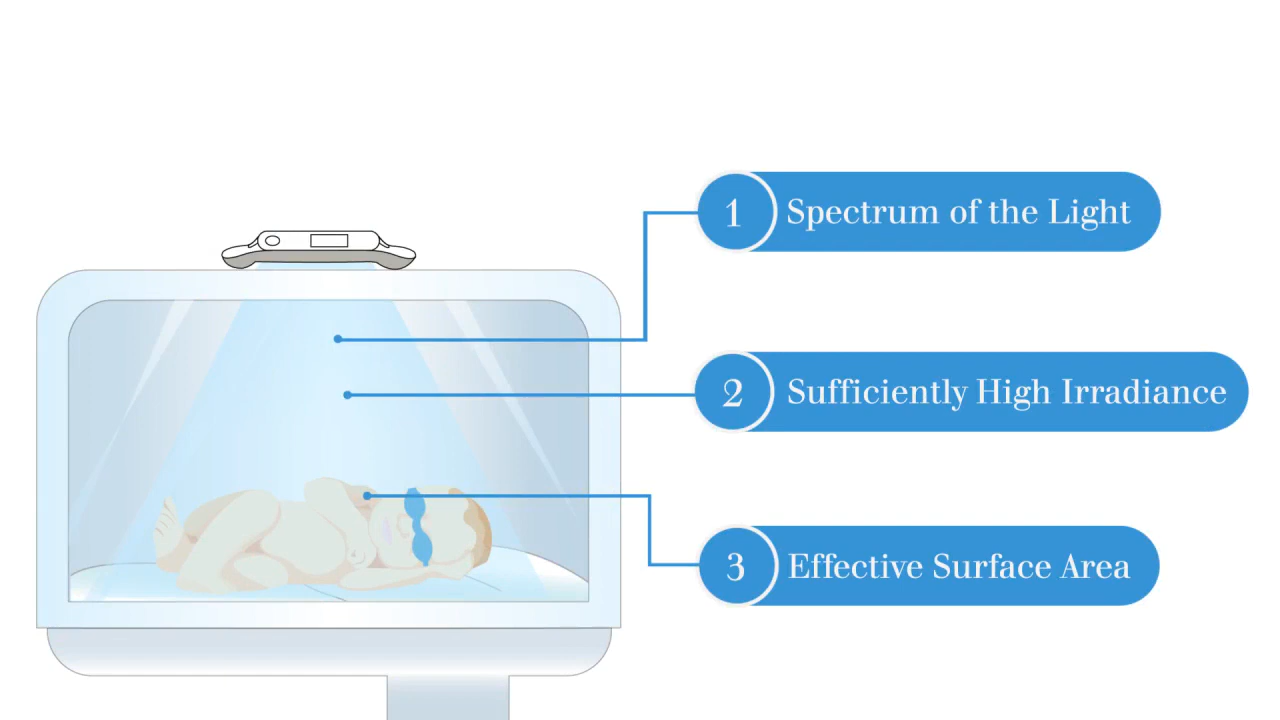 1 Spectrum of the Light
2 Sufficiently High Irradiance
3 Effective Surface Area